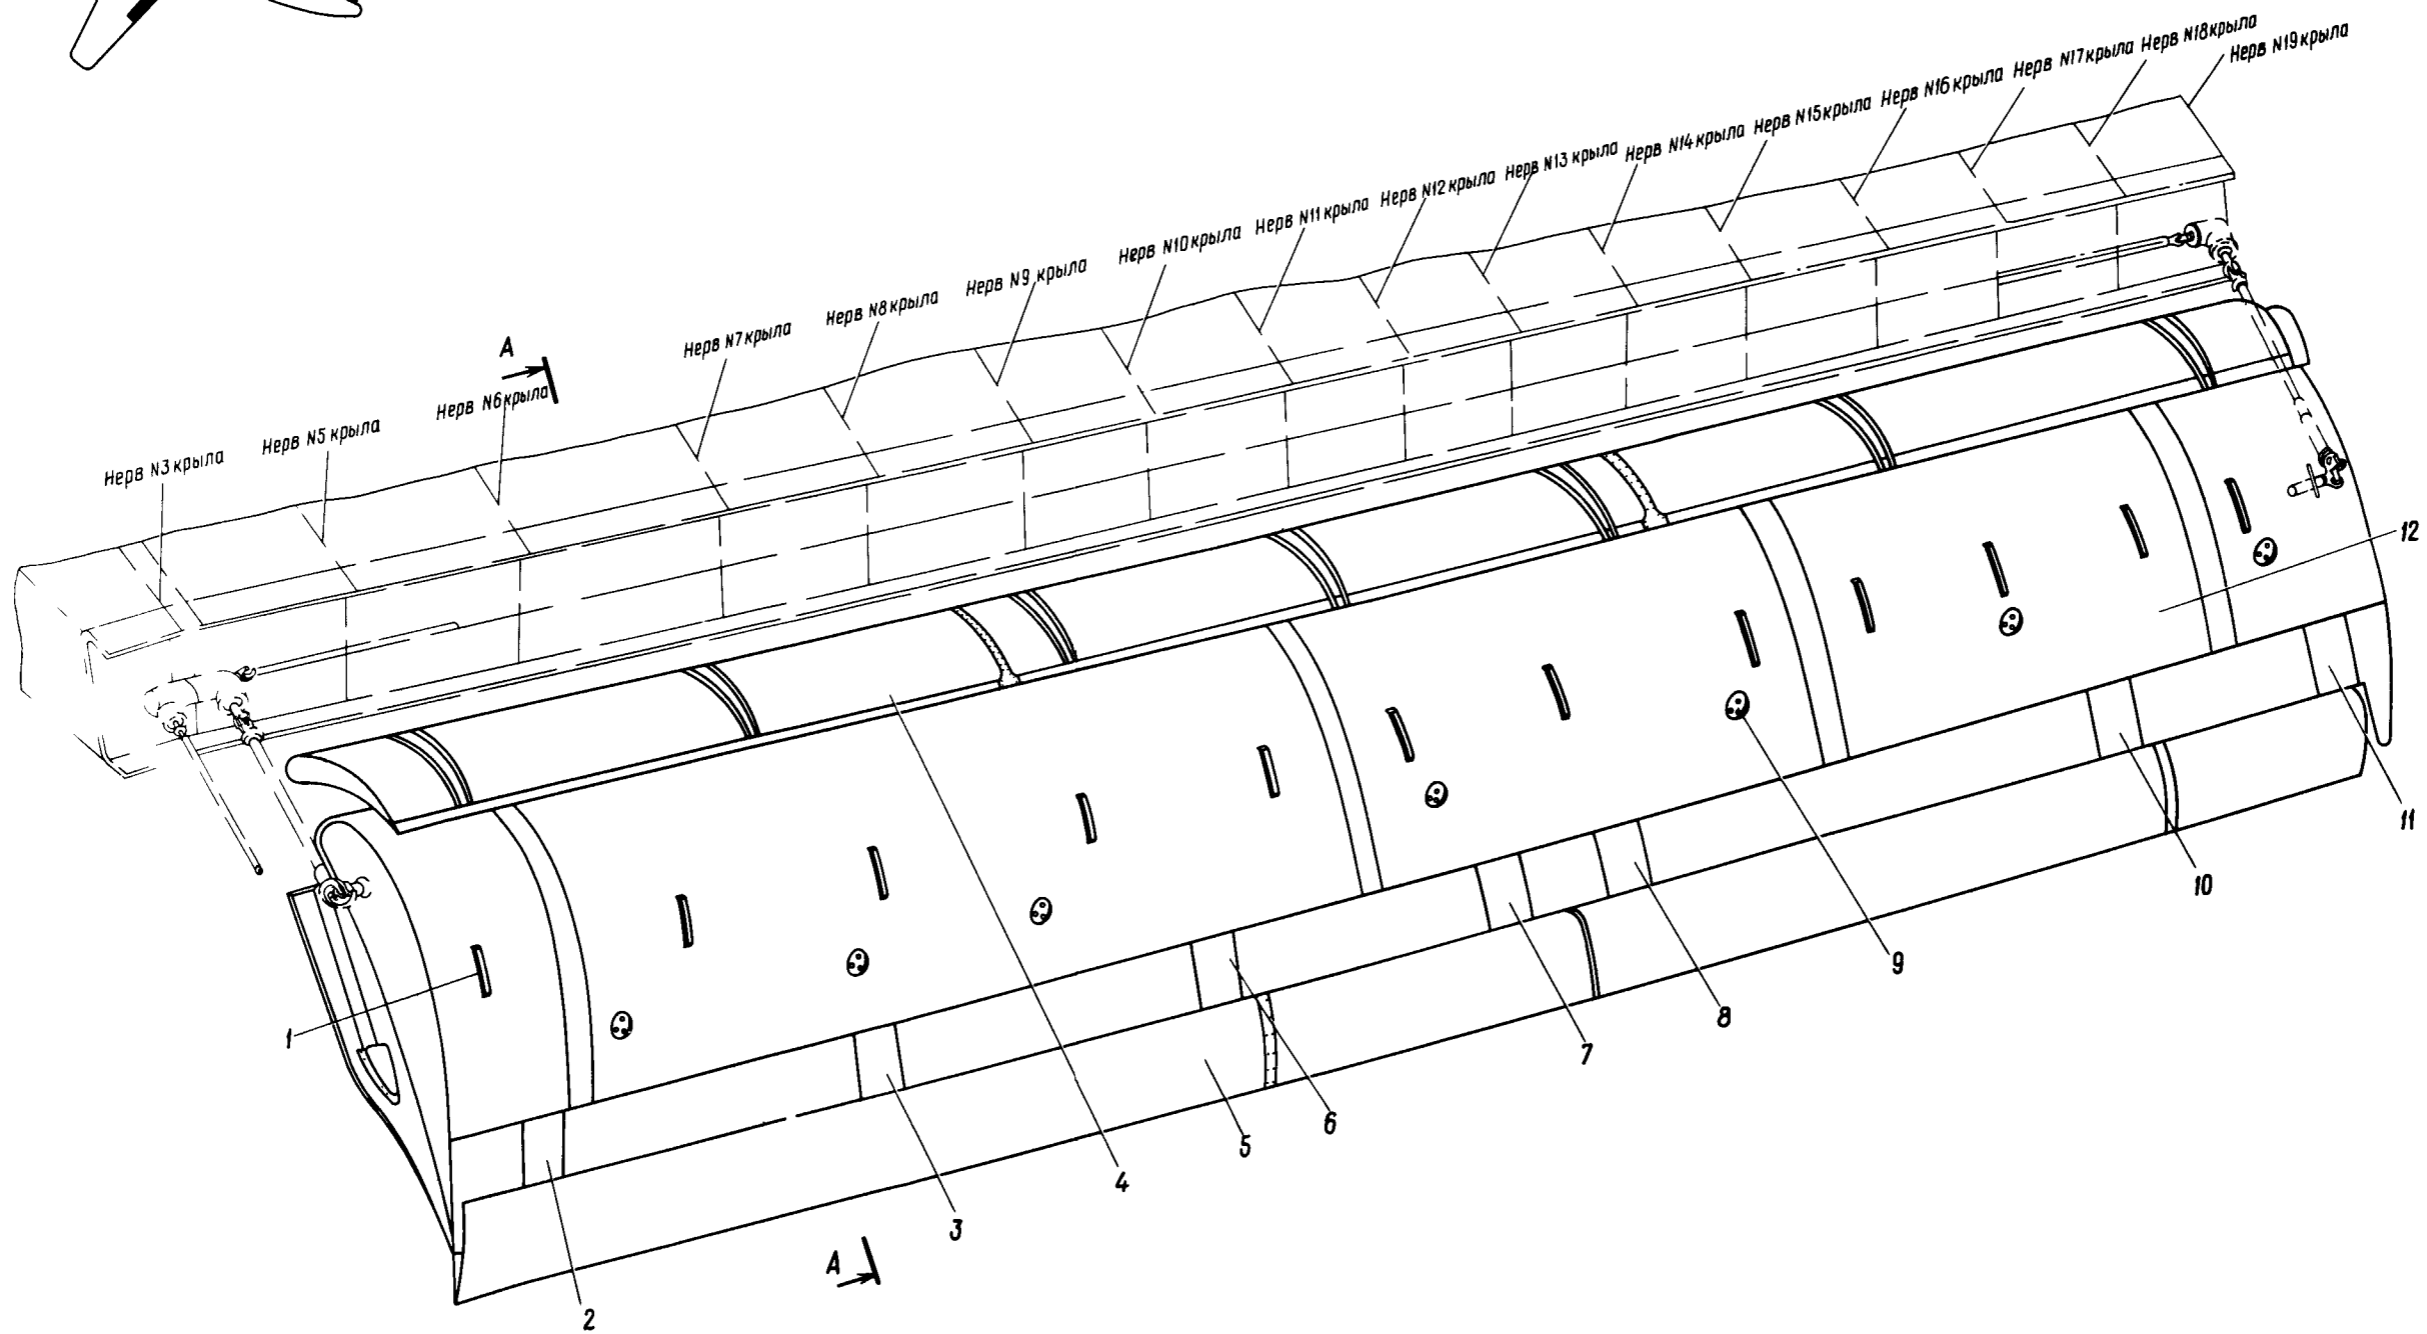 Нерв N3 крыла
Нерв N5 крыла
Нерв N6 крыла
А
Нерв N7 крыла
Нерв N8 крыла
Нерв N9 крыла
Нерв N10 крыла
Нерв N11 крыла
Нерв N12 крыла
Нерв N13 крыла
Нерв N14 крыла
Нерв N15 крыла
Нерв N16 крыла
Нерв N17 крыла
Нерв N18 крыла
Нерв N19 крыла
12
11
10
9
8
7
6
5
4
3
2
1
А